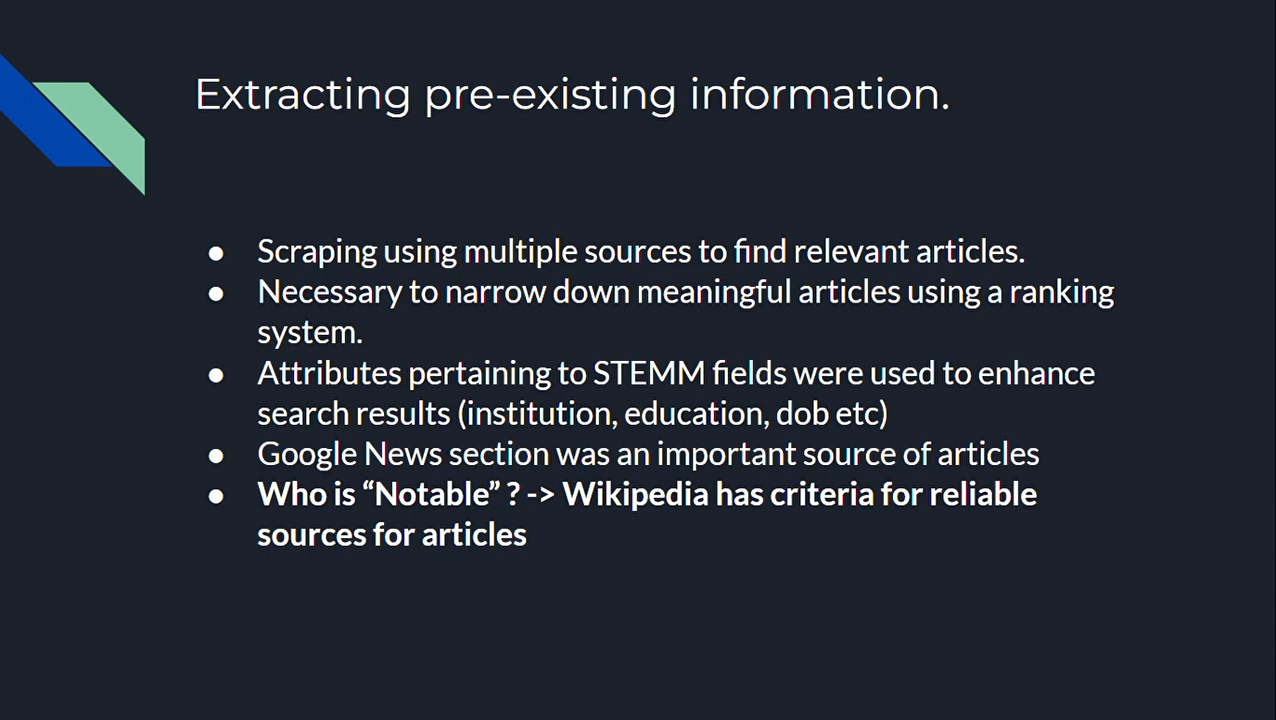 Extracting pre-existing information.
● Scraping using multiple sources to find relevant articles.
● Necessary to narrow down meaningful articles using a ranking
system.
● Attributes pertaining to STEMM fields were used to enhance
search results (institution, education, dob etc)
● Google News section was an important source of articles
● Who is “Notable” ? -> Wikipedia has criteria for reliable
sources for articles